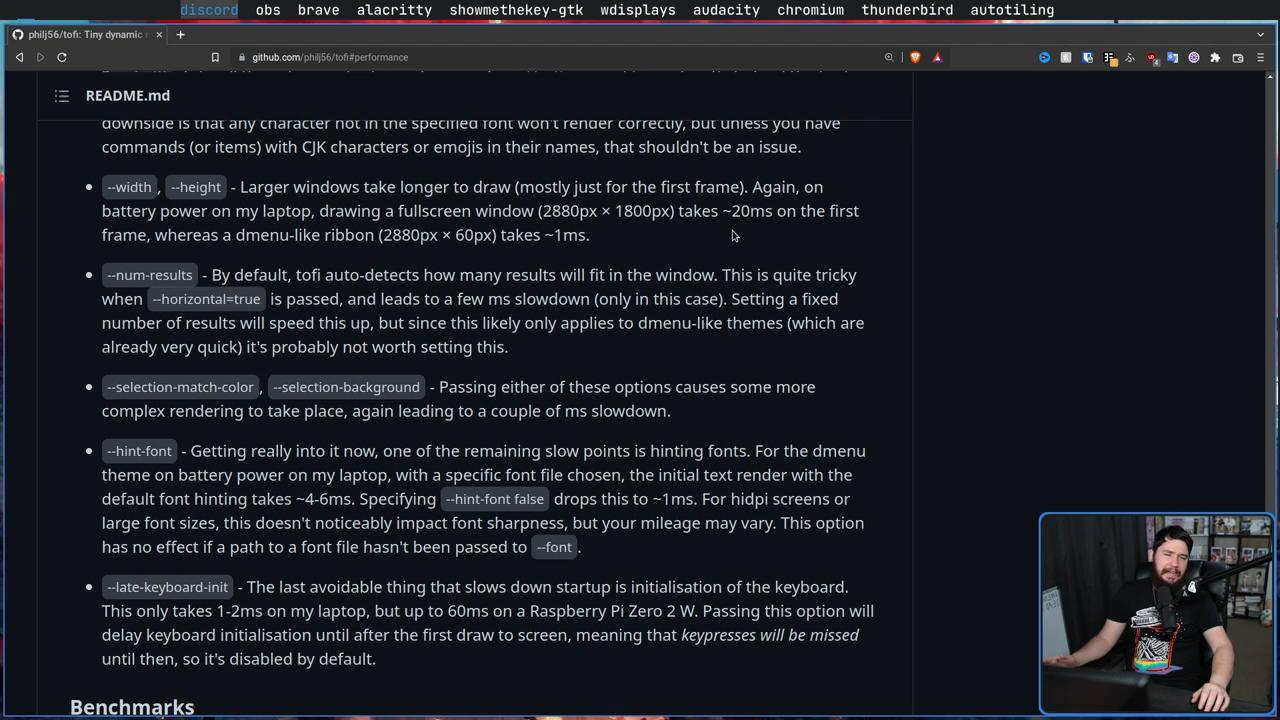 discord obs brave alacritty showmethekey-gtk wdisplays audacity chromium thunderbird autotiling
philj56/tofi: Tiny dynamic
github.com/philj56/tofi#performance
README.md
downside is that any character not in the specified font won't render correctly, but unless you have
commands (or items) with CJK characters or emojis in their names, that shouldn't be an issue.
--width, --height - Larger windows take longer to draw (mostly just for the first frame). Again, on
battery power on my laptop, drawing a fullscreen window (2880px × 1800px) takes ~20ms on the first
frame, whereas a dmenu-like ribbon (2880px × 60px) takes ~1ms.
--num-results - By default, tofi auto-detects how many results will fit in the window. This is quite tricky
when --horizontal=true is passed, and leads to a few ms slowdown (only in this case). Setting a fixed
number of results will speed this up, but since this likely only applies to dmenu-like themes (which are
already very quick) it's probably not worth setting this.
--selection-match-color, --selection-background - Passing either of these options causes some more
complex rendering to take place, again leading to a couple of ms slowdown.
--hint-font - Getting really into it now, one of the remaining slow points is hinting fonts. For the dmenu
theme on battery power on my laptop, with a specific font file chosen, the initial text render with the
default font hinting takes ~4-6ms. Specifying --hint-font false drops this to ~1ms. For hidpi screens or
large font sizes, this doesn't noticeably impact font sharpness, but your mileage may vary. This option
has no effect if a path to a font file hasn't been passed to --font.
--late-keyboard-init - The last avoidable thing that slows down startup is initialisation of the keyboard.
This only takes 1-2ms on my laptop, but up to 60ms on a Raspberry Pi Zero 2 W. Passing this option will
delay keyboard initialisation until after the first draw to screen, meaning that keypresses will be missed
until then, so it's disabled by default.
Benchmarks